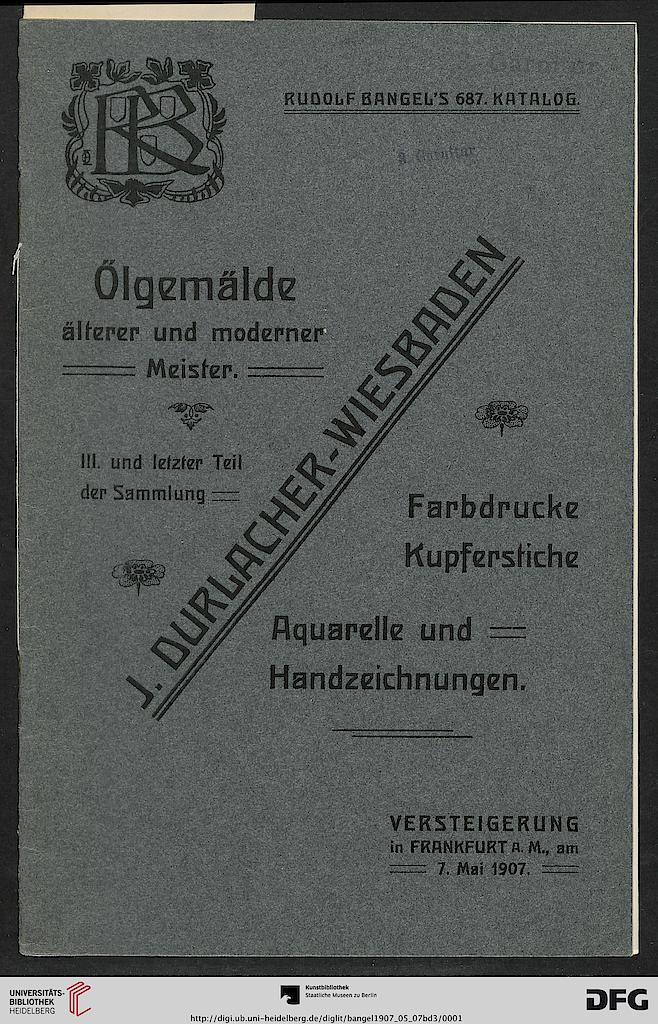 RUDOLF BANGEL'S 687. KATALOG.
Ölgemälde
älterer und moderner
Meister.
III. und letzter Teil
der Sammlung
J. DURLACHER-WIESBADEN
Farbdrucke
Kupferstiche
Aquarelle und
Handzeichnungen.
VERSTEIGERUNG
in FRANKFURT A. M., am
7. Mai 1907.
UNIVERSITÄTS-
BIBLIOTHEK
HEIDELBERG
Kunstbibliothek
Staatliche Museen zu Berlin
DFG
http://digi.ub.uni-heidelberg.de/diglit/bangel1907_05_07bd3/0001